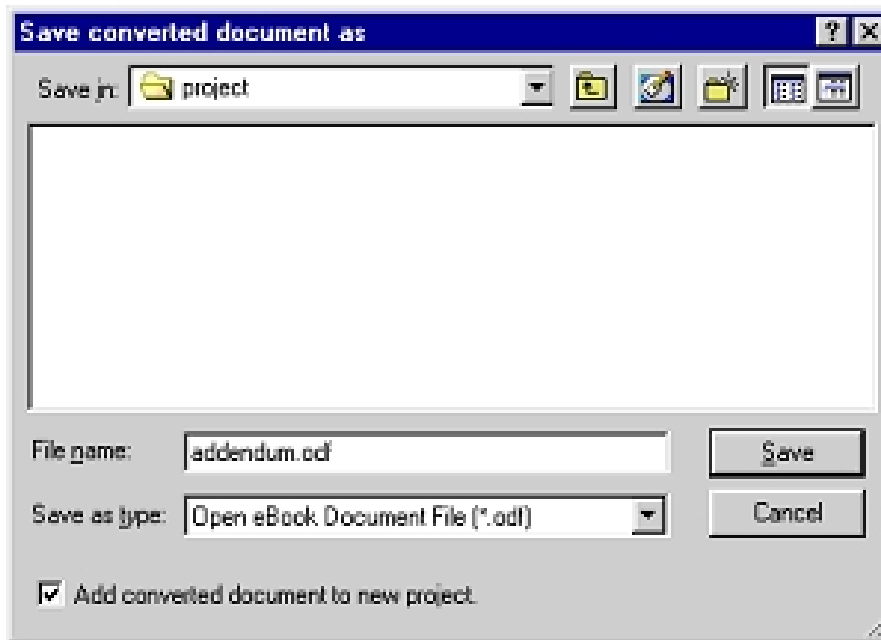 Save converted document as
Save in: project
File name: addendum.odf
Save
Save as type: Open eBook Document File (*.odf)
Cancel
Add converted document to new project.